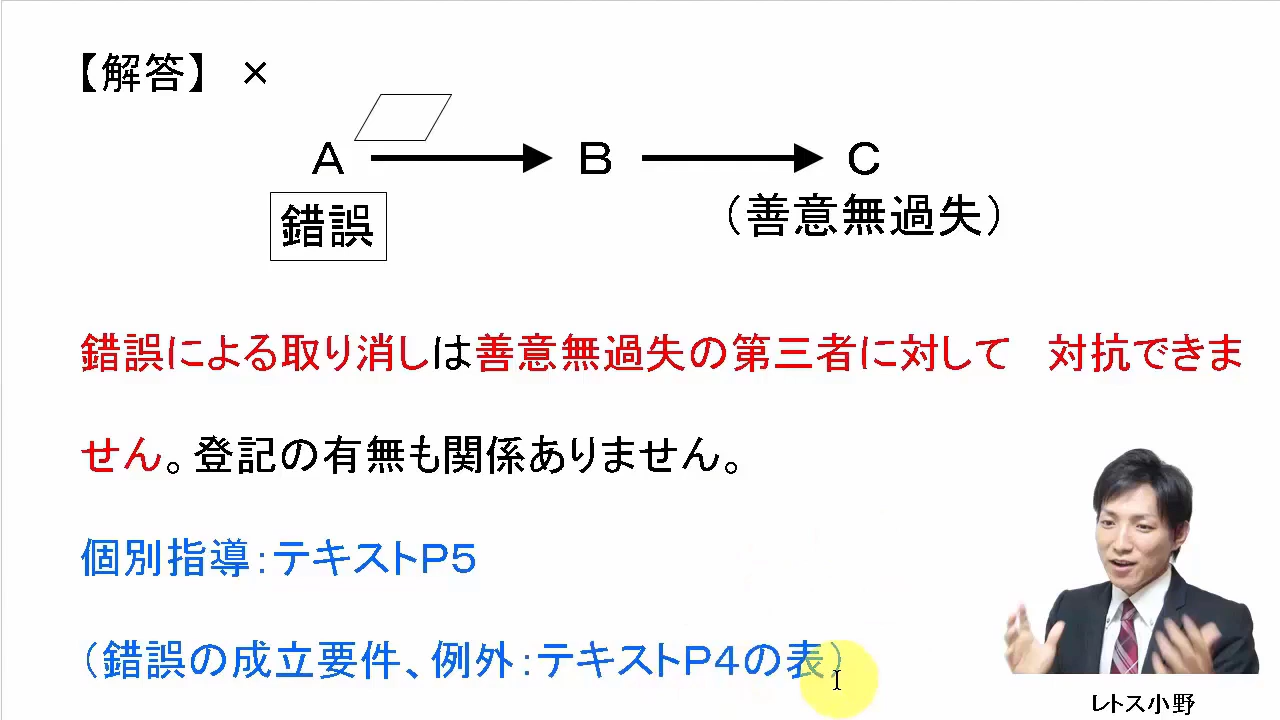 【解答】 ×
A B C
錯誤
（善意無過失）
錯誤による取り消しは善意無過失の第三者に対して 対抗できま
せん。登記の有無も関係ありません。
個別指導：テキストP5
（錯誤の成立要件、例外：テキストP4の表）
レトス小野